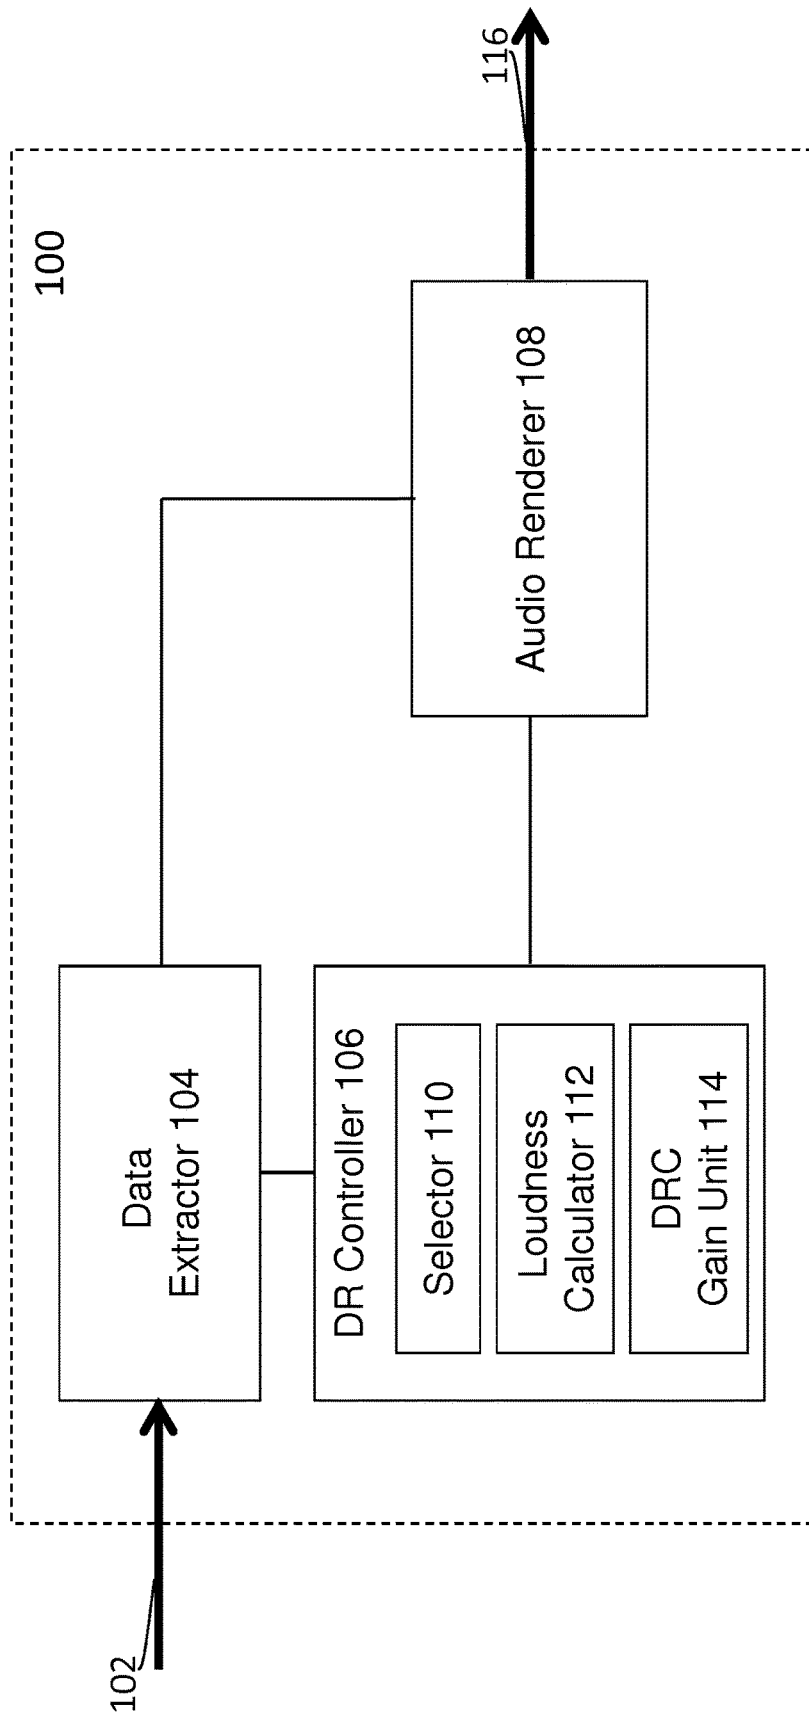 100
102
Data
Extractor 104
DR Controller 106
Selector 110
Loudness
Calculator 112
DRC
Gain Unit 114
Audio Renderer 108
116